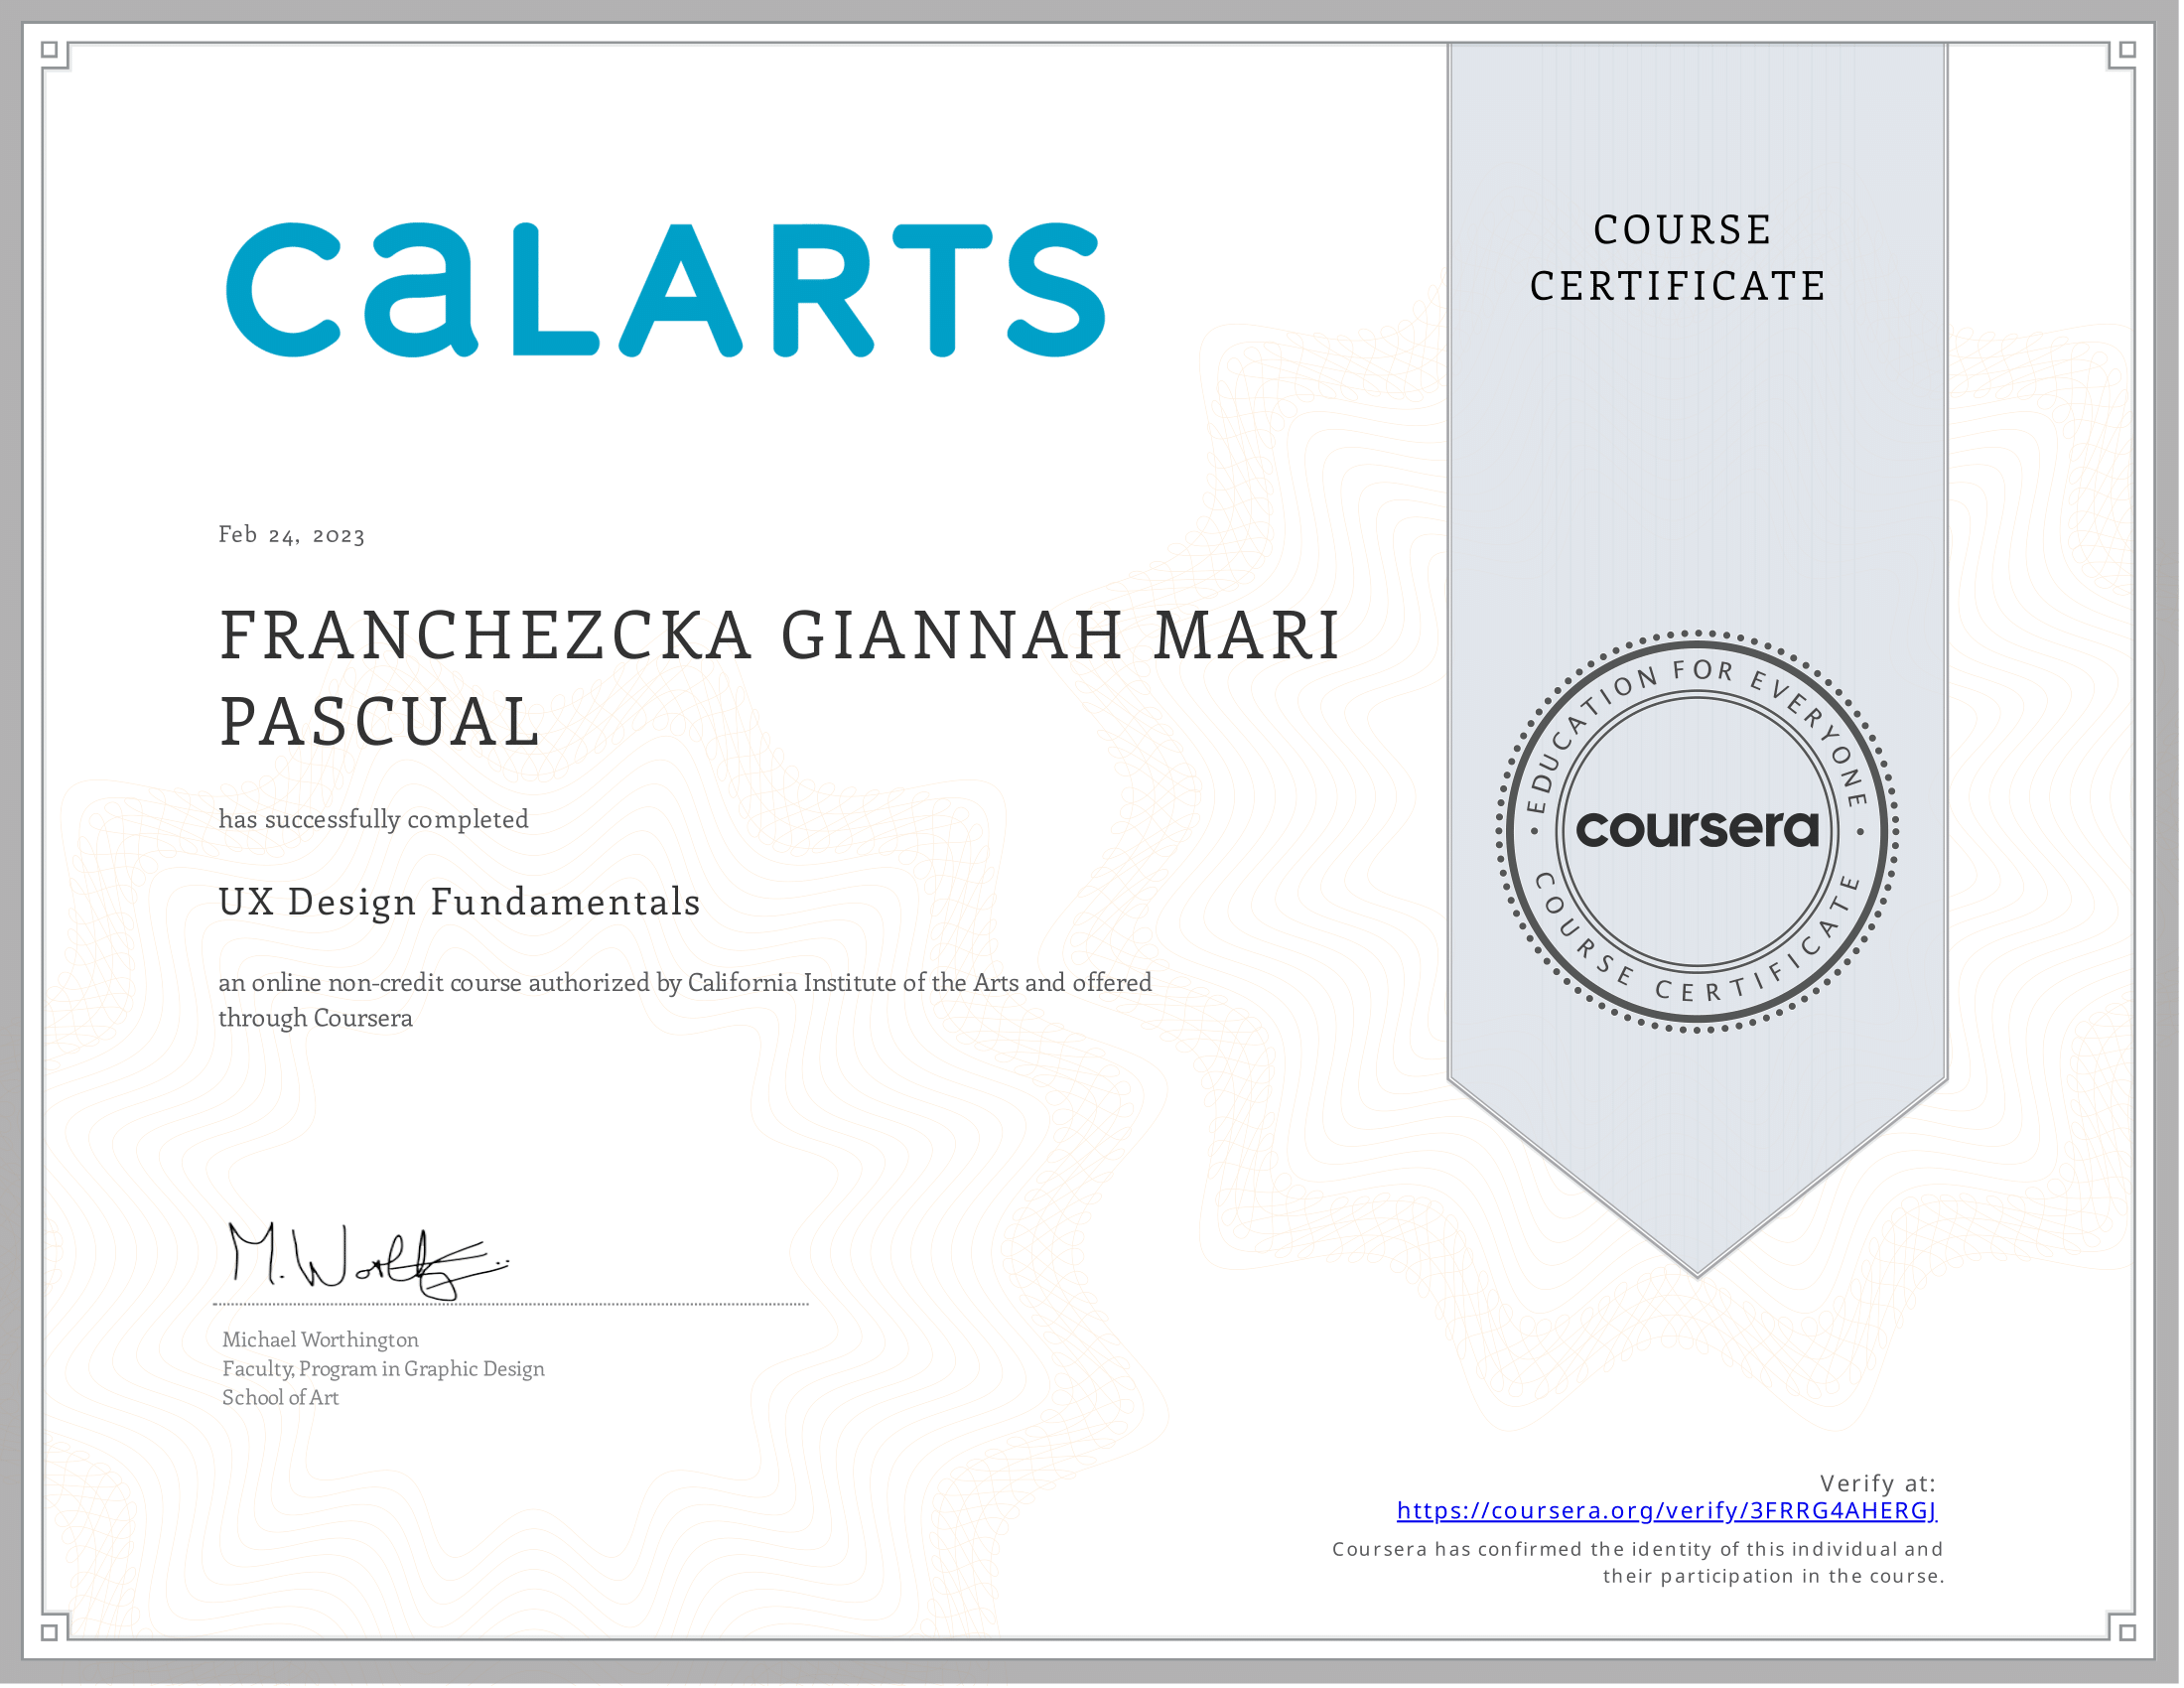 CaLARTS
COURSE
CERTIFICATE
Feb 24, 2023
FRANCHEZCKA GIANNAH MARI
PASCUAL
has successfully completed
UX Design Fundamentals
an online non-credit course authorized by California Institute of the Arts and offered
through Coursera
EDUCATION FOR EVERYONE
coursera
COURSE CERTIFICATE
M. Worthington
Michael Worthington
Faculty, Program in Graphic Design
School of Art
Verify at:
https://coursera.org/verify/3FRRG4AHERGJ
Coursera has confirmed the identity of this individual and
their participation in the course.